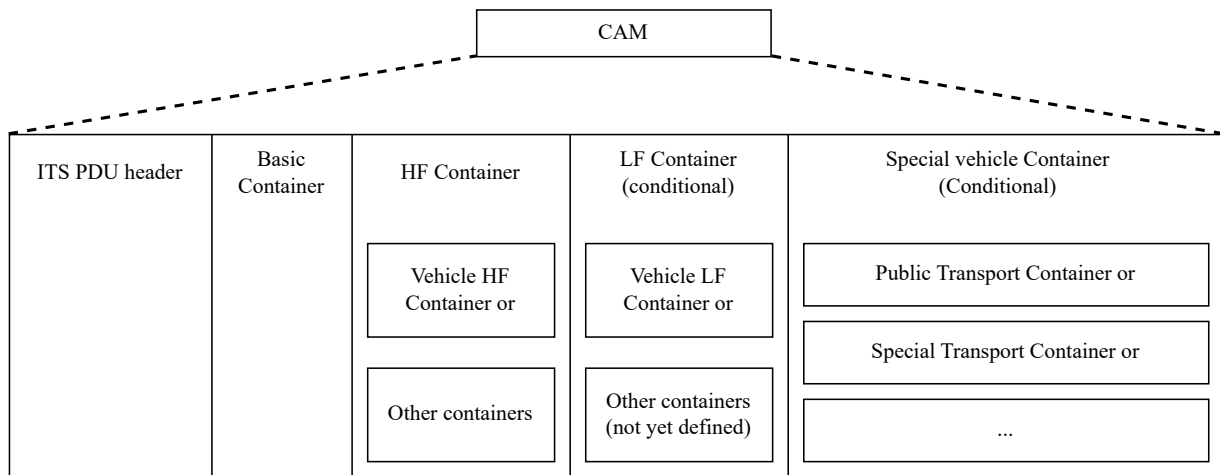 CAM
ITS PDU header
Basic
Container
HF Container
LF Container
(conditional)
Special vehicle Container
(Conditional)
Vehicle HF
Container or
Other containers
Vehicle LF
Container or
Other containers
(not yet defined)
Public Transport Container or
Special Transport Container or
...